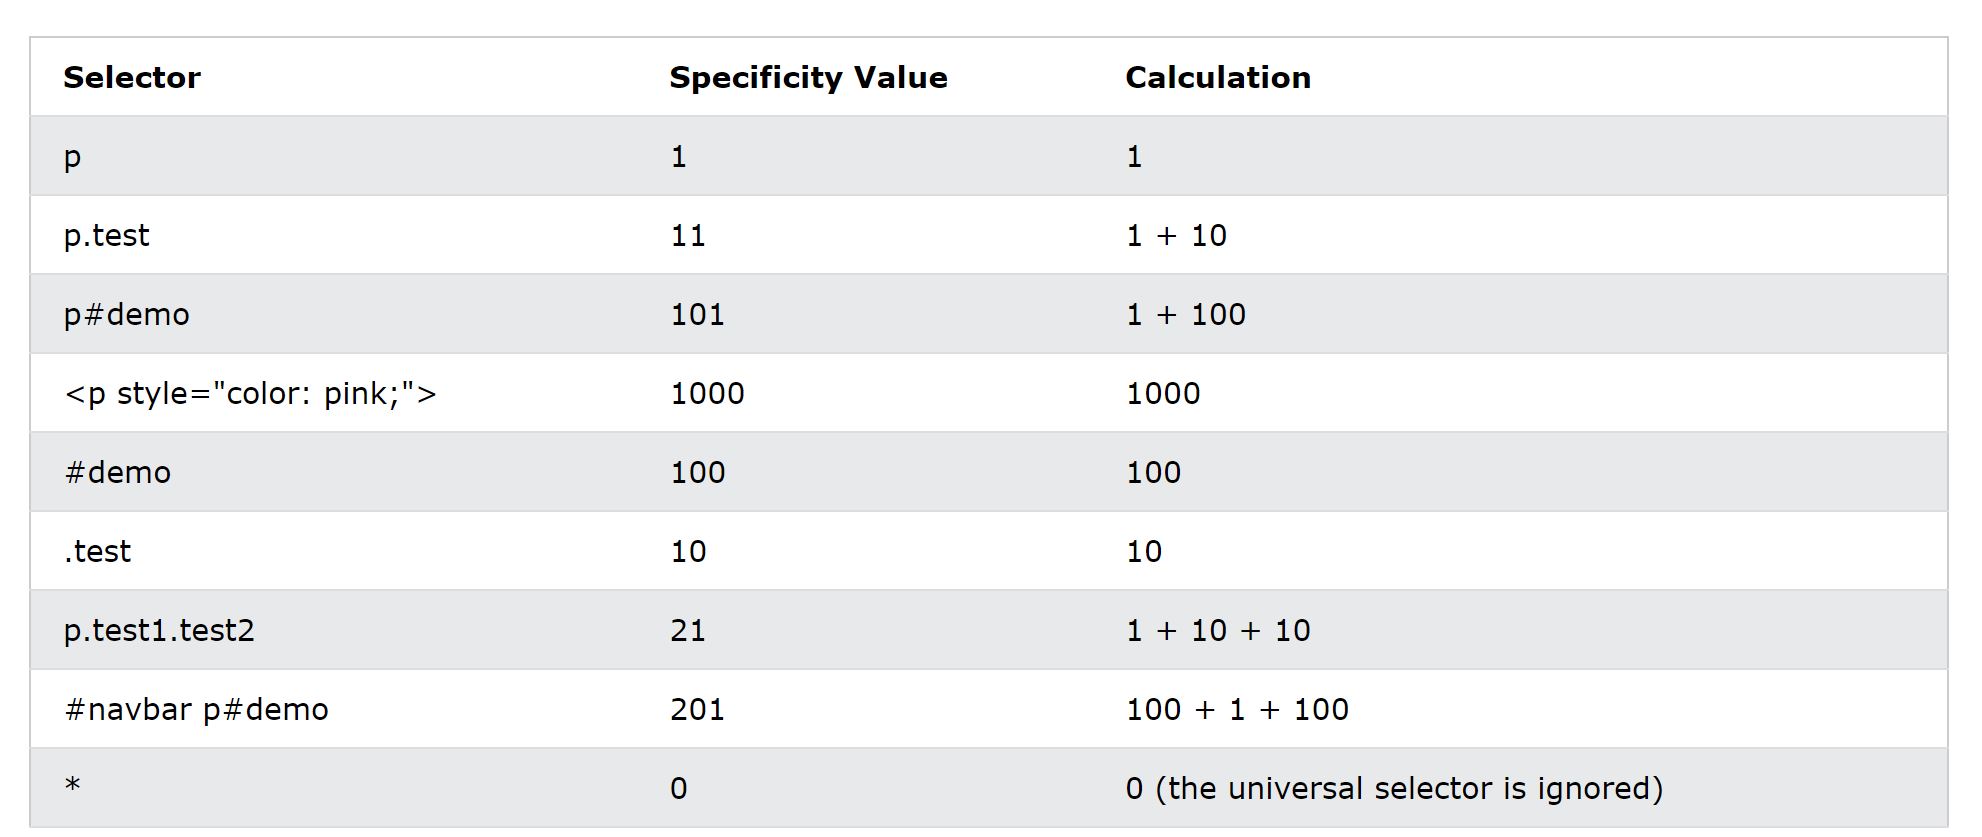 Selector Specificity Value Calculation
p 1 1
p.test 11 1 + 10
p#demo 101 1 + 100
<p style="color: pink;"> 1000 1000
#demo 100 100
.test 10 10
p.test1.test2 21 1 + 10 + 10
#navbar p#demo 201 100 + 1 + 100
* 0 0 (the universal selector is ignored)